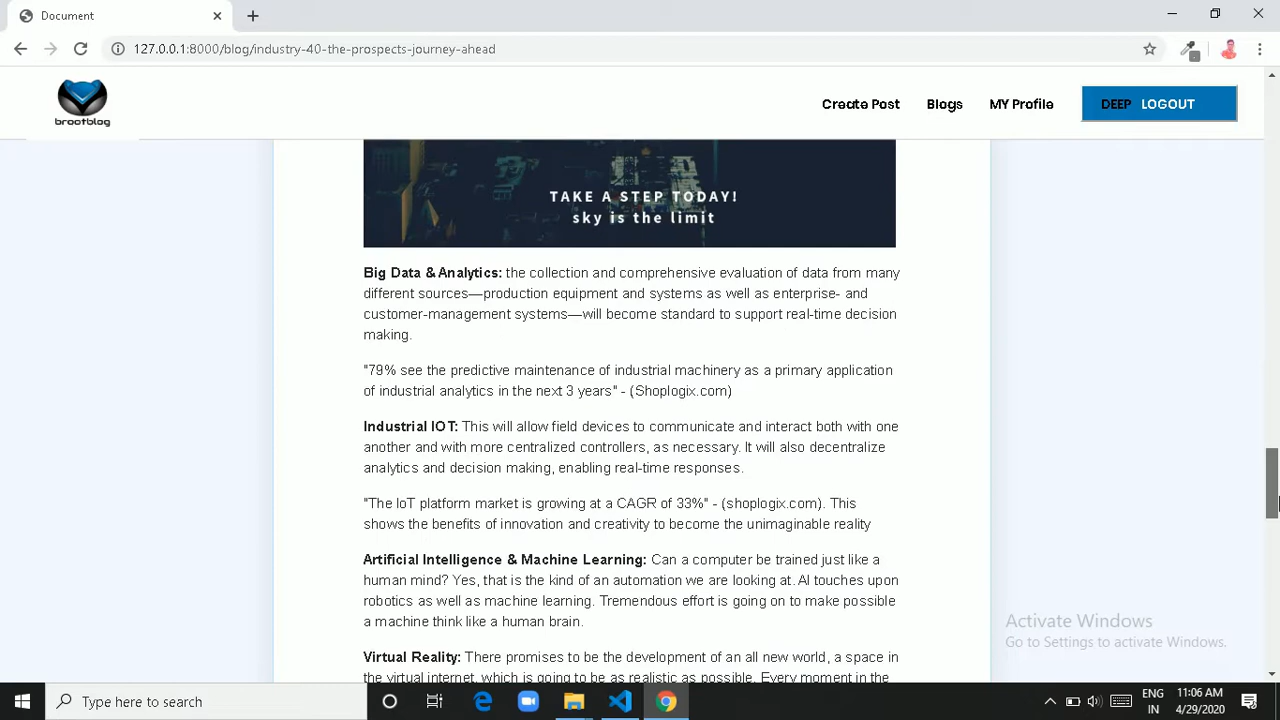 Document
127.0.0.1:8000/blog/industry-40-the-prospects-journey-ahead
brootblog
Create Post
Blogs
MY Profile
DEEP LOGOUT
TAKE A STEP TODAY!
sky is the limit
Big Data & Analytics: the collection and comprehensive evaluation of data from many
different sources—production equipment and systems as well as enterprise- and
customer-management systems—will become standard to support real-time decision
making.
"79% see the predictive maintenance of industrial machinery as a primary application
of industrial analytics in the next 3 years" - (Shoplogix.com)
Industrial IOT: This will allow field devices to communicate and interact both with one
another and with more centralized controllers, as necessary. It will also decentralize
analytics and decision making, enabling real-time responses.
"The IoT platform market is growing at a CAGR of 33%" - (shoplogix.com). This
shows the benefits of innovation and creativity to become the unimaginable reality
Artificial Intelligence & Machine Learning: Can a computer be trained just like a
human mind? Yes, that is the kind of an automation we are looking at. AI touches upon
robotics as well as machine learning. Tremendous effort is going on to make possible
a machine think like a human brain.
Virtual Reality: There promises to be the development of an all new world, a space in
the virtual internet, which is going to be as realistic as possible. Every moment in the
Activate Windows
Go to Settings to activate Windows.
Type here to search
ENG
IN
11:06 AM
4/29/2020